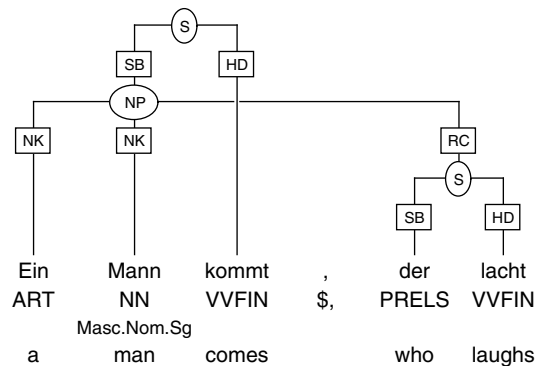 S
SB HD
NP
NK NK RC
S
SB HD
Ein Mann kommt , der lacht
ART NN VVFIN $, PRELS VVFIN
Masc.Nom.Sg
a man comes who laughs